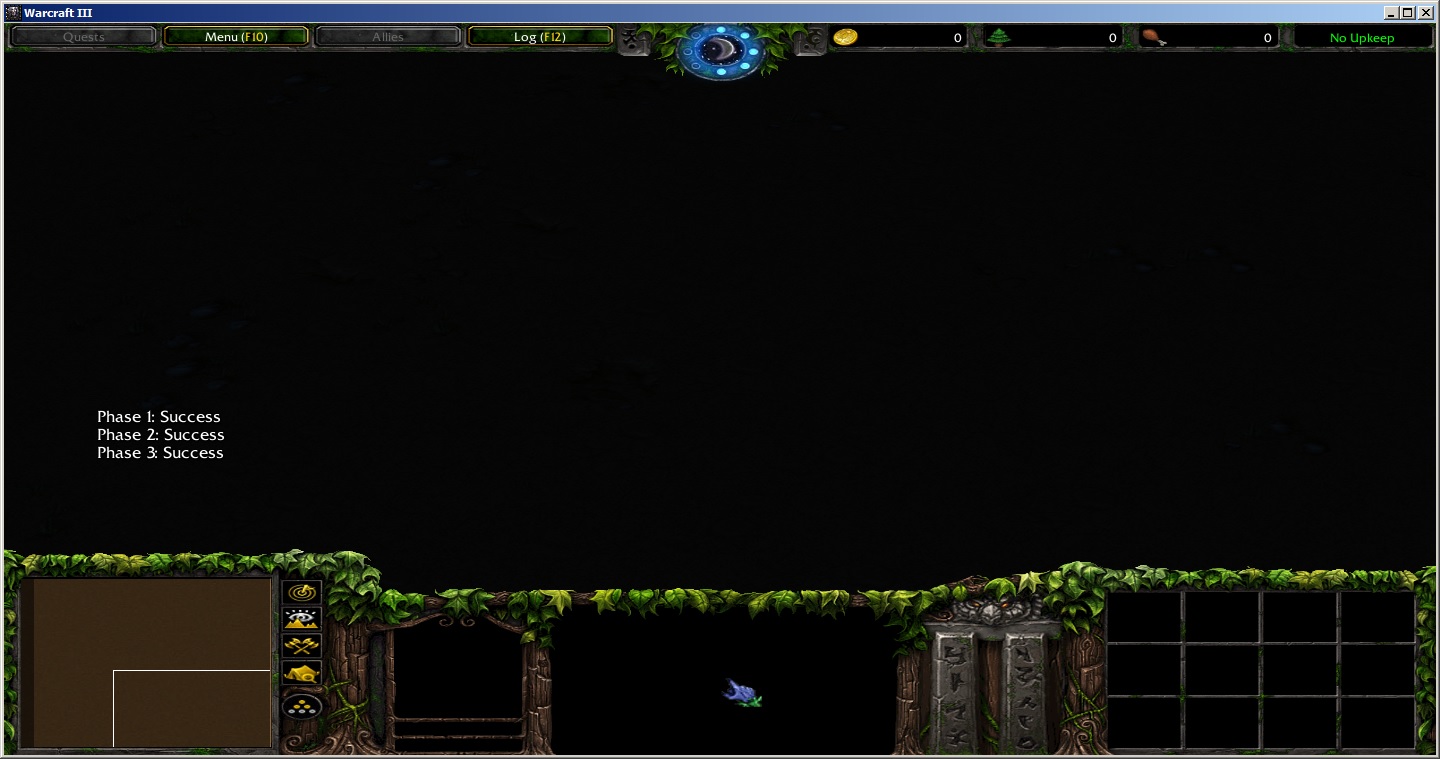 Warcraft III
Quests
Menu (F10)
Allies
Log (F12)
0
0
0
No Upkeep
Phase 1: Success
Phase 2: Success
Phase 3: Success